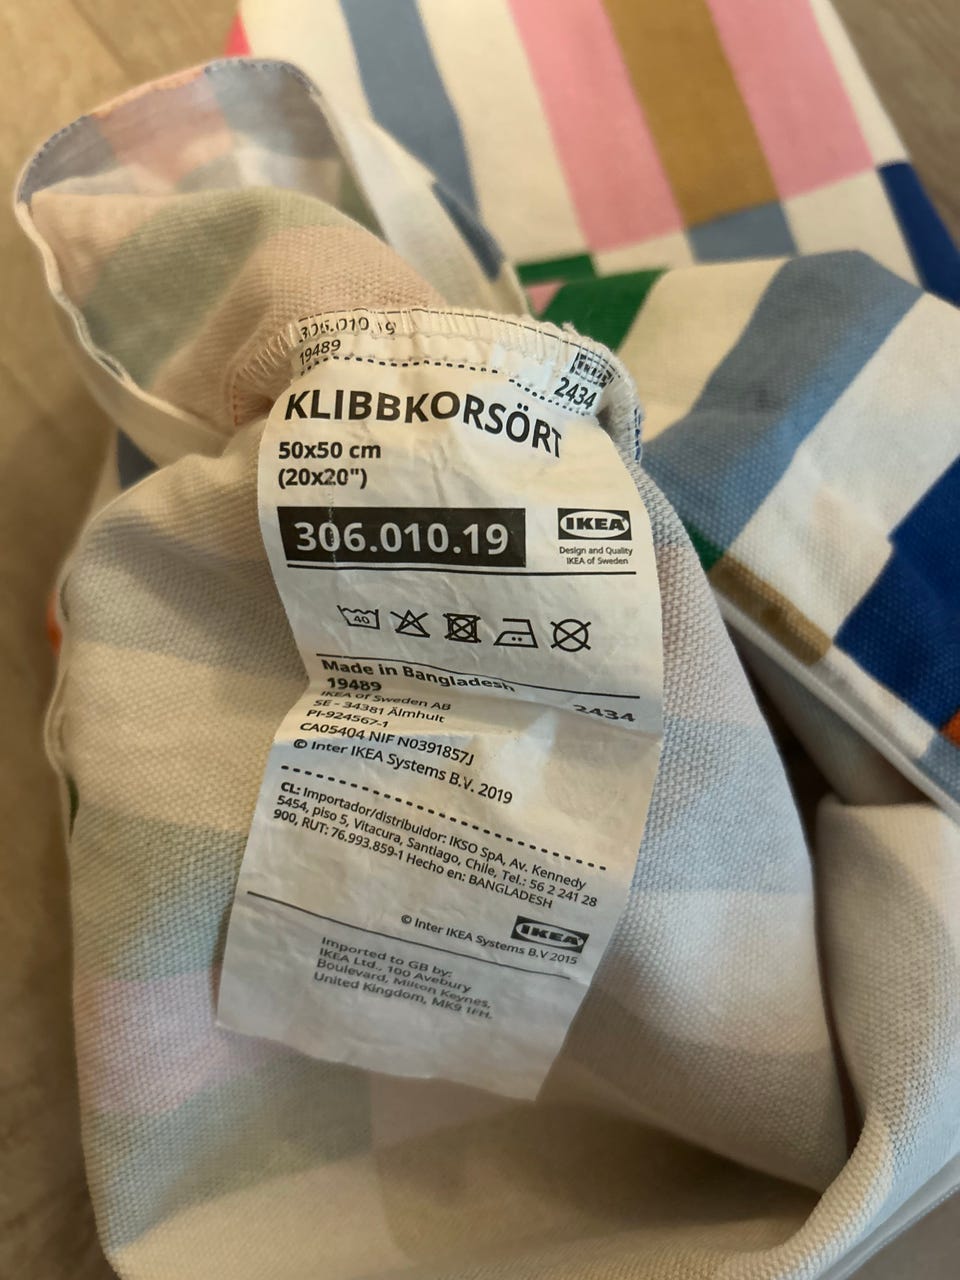 306.010.19
19489
IKEA
2434
KLIBBKORSÖRT
50x50 cm
(20x20")
306.010.19
IKEA
Design and Quality
IKEA of Sweden
40
Made in Bangladesh
19489
2434
IKEA of Sweden AB
SE - 34381 Älmhult
PI-924567-1
CA05404 NIF N0391857J
© Inter IKEA Systems B.V. 2019
CL: Importador/distribuidor: IKSO SpA, Av. Kennedy
5454, piso 5, Vitacura, Santiago, Chile, Tel.: 56 2 241 28
900, RUT: 76.993.859-1 Hecho en: BANGLADESH
IKEA
© Inter IKEA Systems B.V 2015
Imported to GB by:
IKEA Ltd., 100 Avebury
Boulevard, Milton Keynes,
United Kingdom, MK9 1FH.